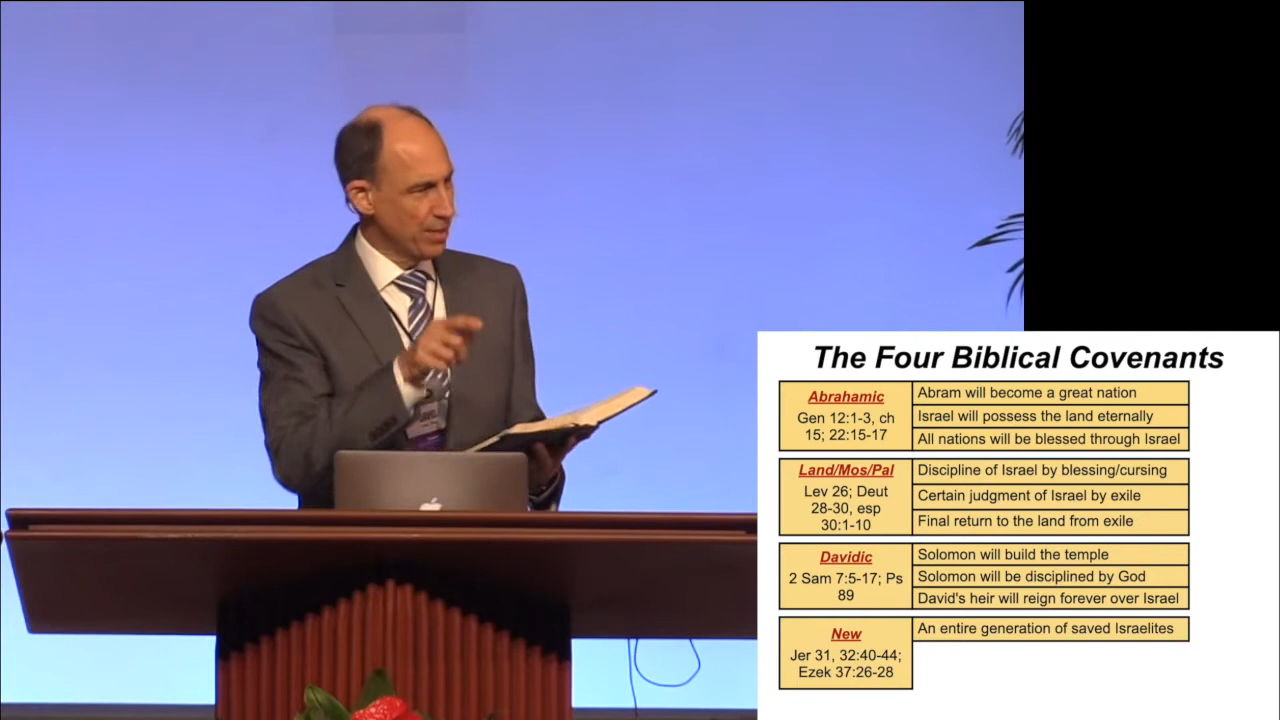 The Four Biblical Covenants
Abrahamic
Gen 12:1-3, ch
15; 22:15-17
Abram will become a great nation
Israel will possess the land eternally
All nations will be blessed through Israel
Land/Mos/Pal
Lev 26; Deut
28-30, esp
30:1-10
Discipline of Israel by blessing/cursing
Certain judgment of Israel by exile
Final return to the land from exile
Davidic
2 Sam 7:5-17; Ps
89
Solomon will build the temple
Solomon will be disciplined by God
David's heir will reign forever over Israel
New
Jer 31, 32:40-44;
Ezek 37:26-28
An entire generation of saved Israelites